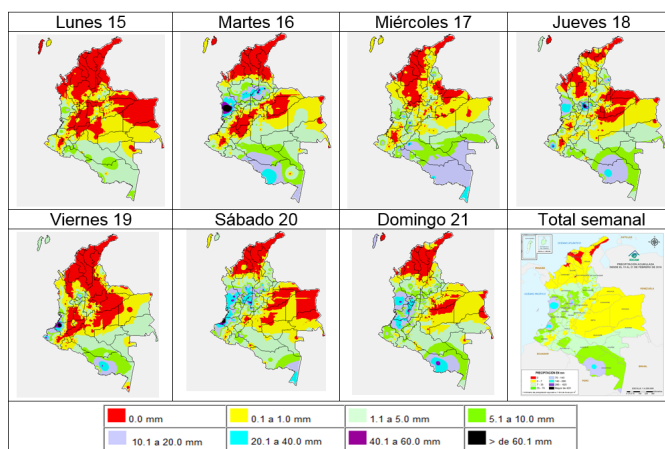 Lunes 15
Martes 16
Miércoles 17
Jueves 18
Viernes 19
Sábado 20
Domingo 21
Total semanal
0.0 mm
0.1 a 1.0 mm
1.1 a 5.0 mm
5.1 a 10.0 mm
10.1 a 20.0 mm
20.1 a 40.0 mm
40.1 a 60.0 mm
> de 60.1 mm